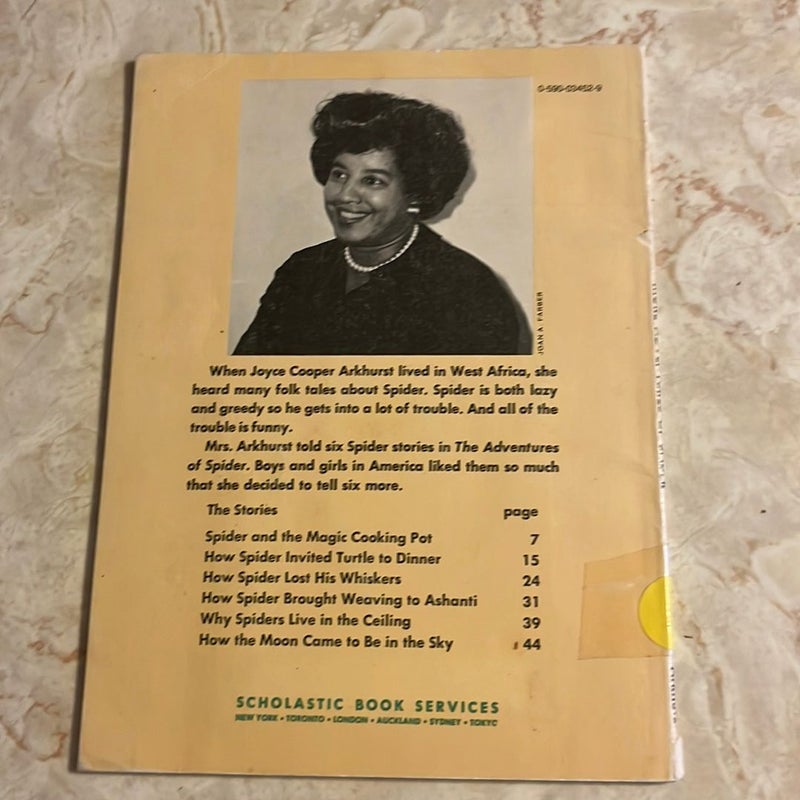 0-590-03462-9
JOAN A. FARBER
When Joyce Cooper Arkhurst lived in West Africa, she
heard many folk tales about Spider. Spider is both lazy
and greedy so he gets into a lot of trouble. And all of the
trouble is funny.
Mrs. Arkhurst told six Spider stories in The Adventures
of Spider. Boys and girls in America liked them so much
that she decided to tell six more.
The Stories page
Spider and the Magic Cooking Pot 7
How Spider Invited Turtle to Dinner 15
How Spider Lost His Whiskers 24
How Spider Brought Weaving to Ashanti 31
Why Spiders Live in the Ceiling 39
How the Moon Came to Be in the Sky 44
SCHOLASTIC BOOK SERVICES
NEW YORK • TORONTO • LONDON • AUCKLAND • SYDNEY • TOKYO